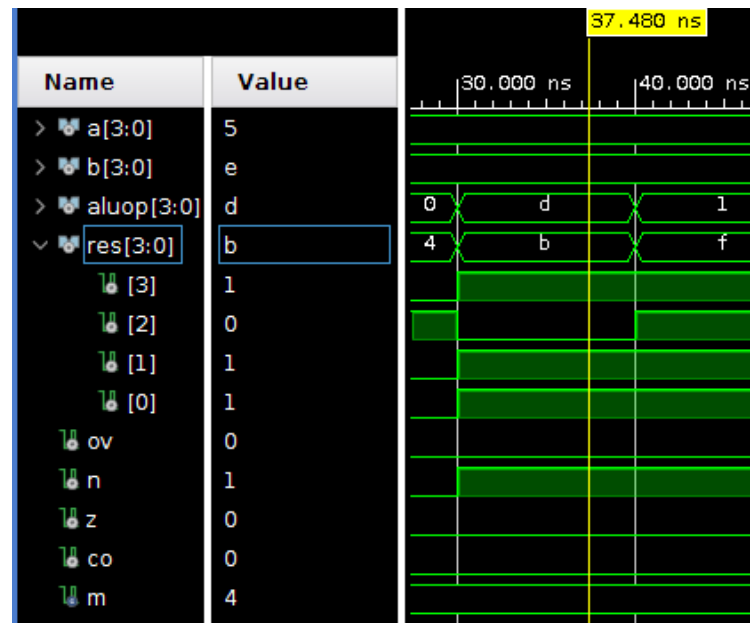 37.480 ns
Name Value 30.000 ns 40.000 ns
a[3:0] 5
b[3:0] e
aluop[3:0] d 0 d 1
res[3:0] b 4 b f
[3] 1
[2] 0
[1] 1
[0] 1
ov 0
n 1
z 0
co 0
m 4